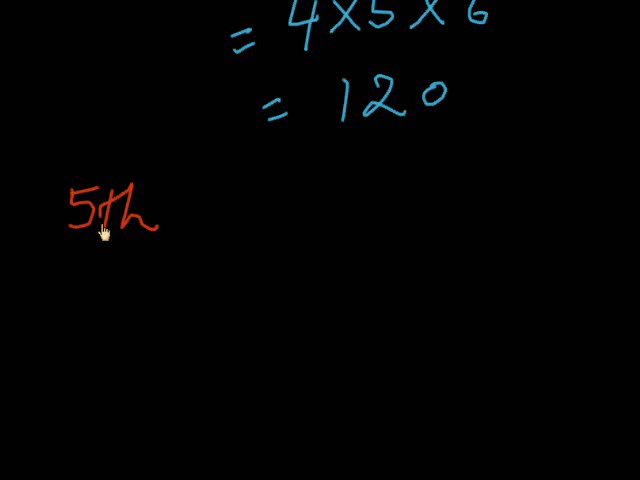 = 4×5×6
= 120
5th